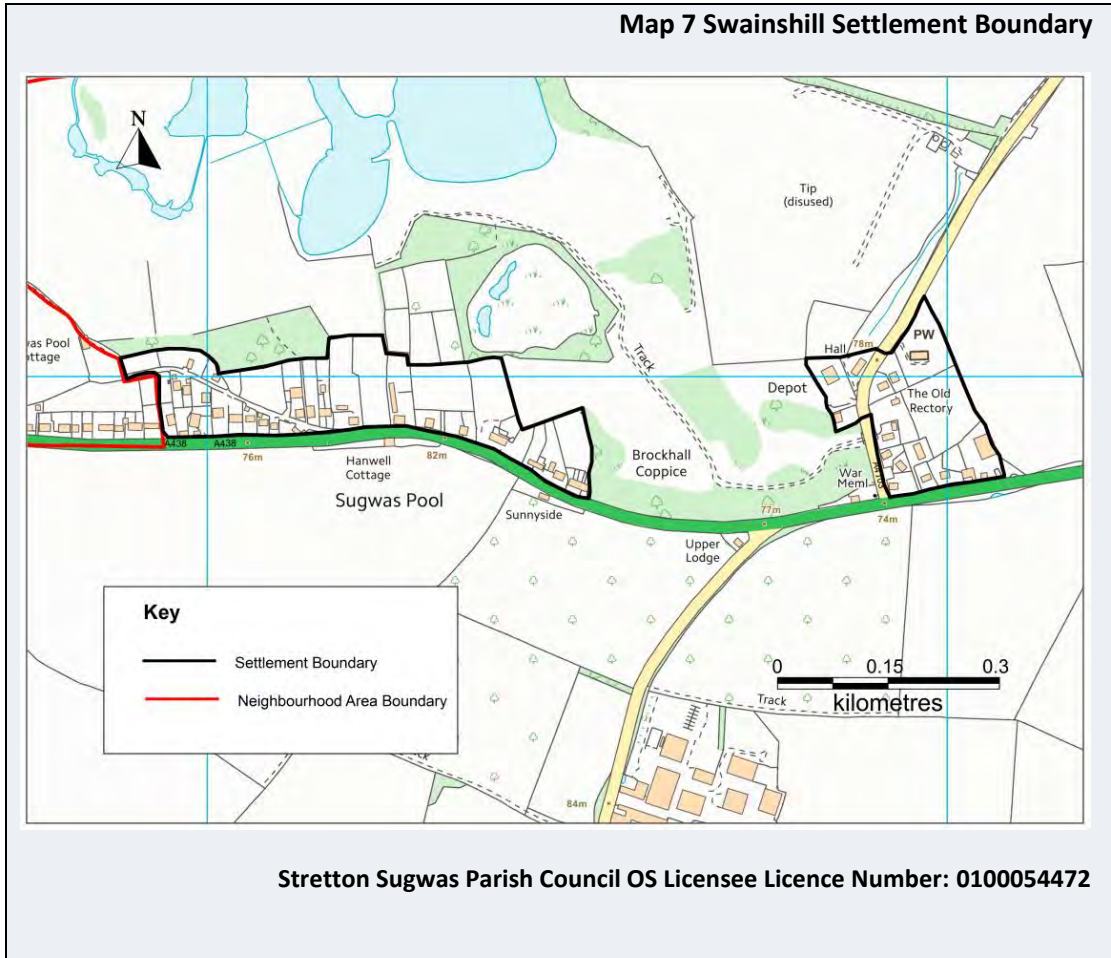 Map 7 Swainshill Settlement Boundary
N
Tip
(disused)
Track
Hall
78m
PW
Depot
The Old
Rectory
was Pool
ottage
A438
A438
76m
Hanwell
Cottage
82m
Sugwas Pool
Sunnyside
Brockhall
Coppice
War
Meml
77m
74m
Upper
Lodge
Key
Settlement Boundary
Neighbourhood Area Boundary
0 0.15 0.3
kilometres
Track
84m
Stretton Sugwas Parish Council OS Licensee Licence Number: 0100054472